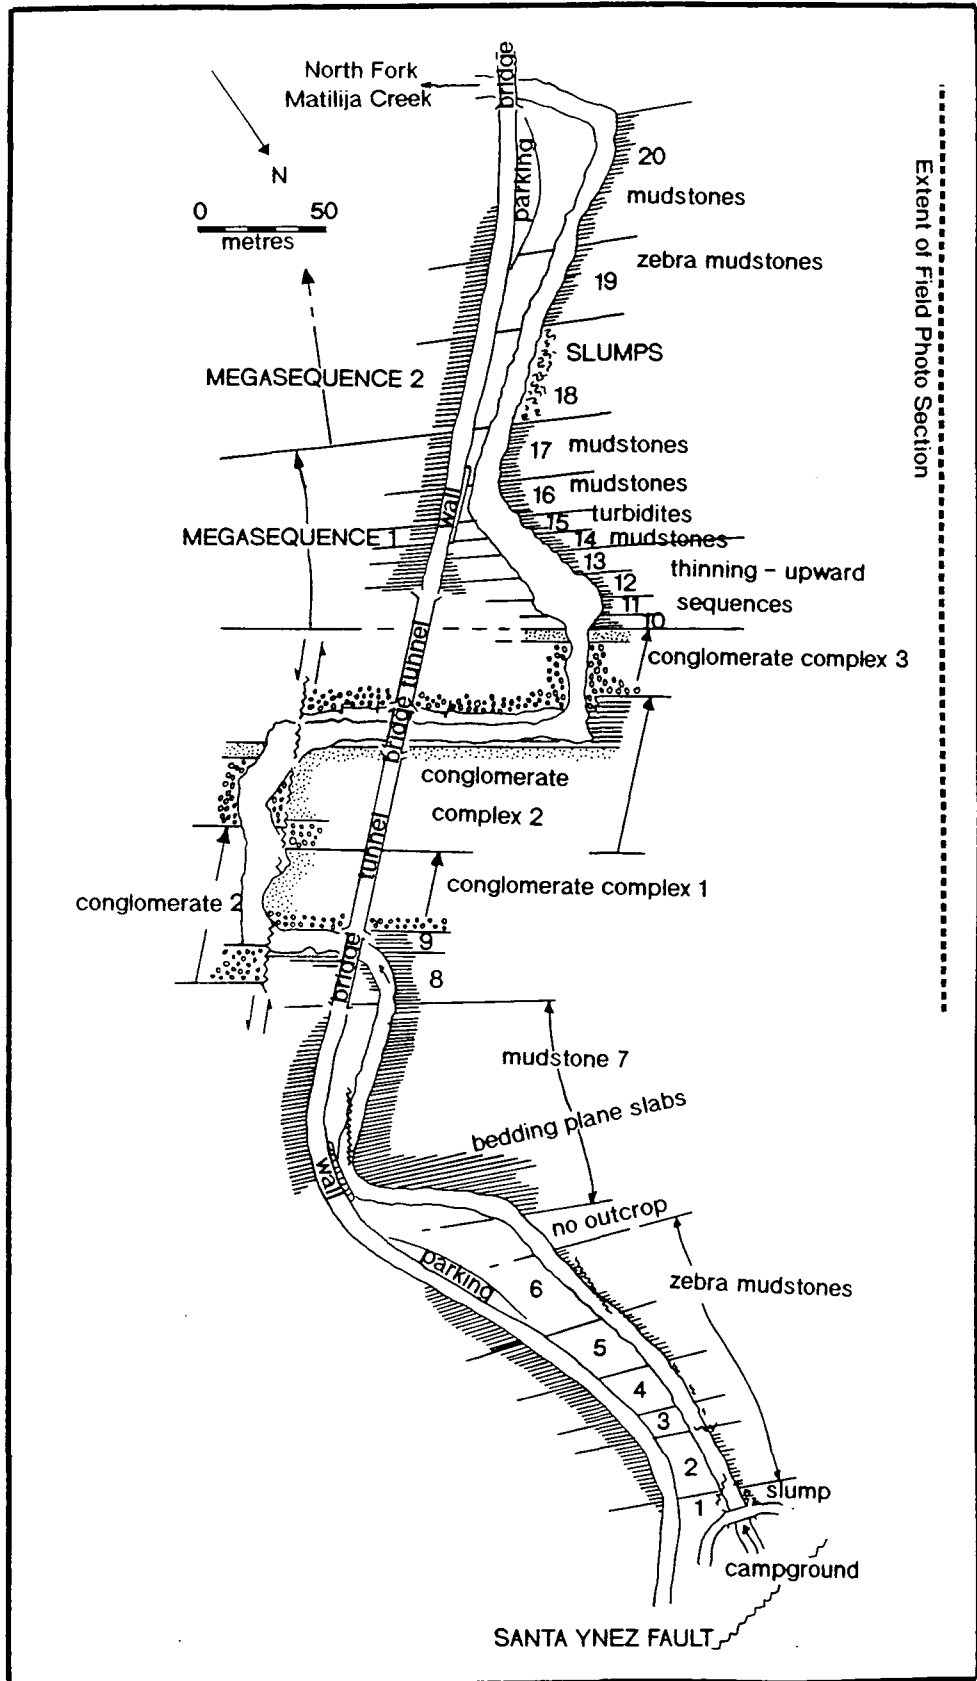 bridge
North Fork
Matilija Creek
N
0 50
metres
parking
20
mudstones
zebra mudstones
19
SLUMPS
18
MEGASEQUENCE 2
17 mudstones
16 mudstones
wall
15 turbidites
14 mudstones
MEGASEQUENCE 1
13
thinning - upward
12
11
sequences
10
tunnel
conglomerate complex 3
bridge
conglomerate
complex 2
tunnel
conglomerate complex 1
conglomerate 2
9
bridge
8
mudstone 7
bedding plane slabs
wall
no outcrop
parking
6
zebra mudstones
5
4
3
2
slump
1
campground
SANTA YNEZ FAULT
Extent of Field Photo Section